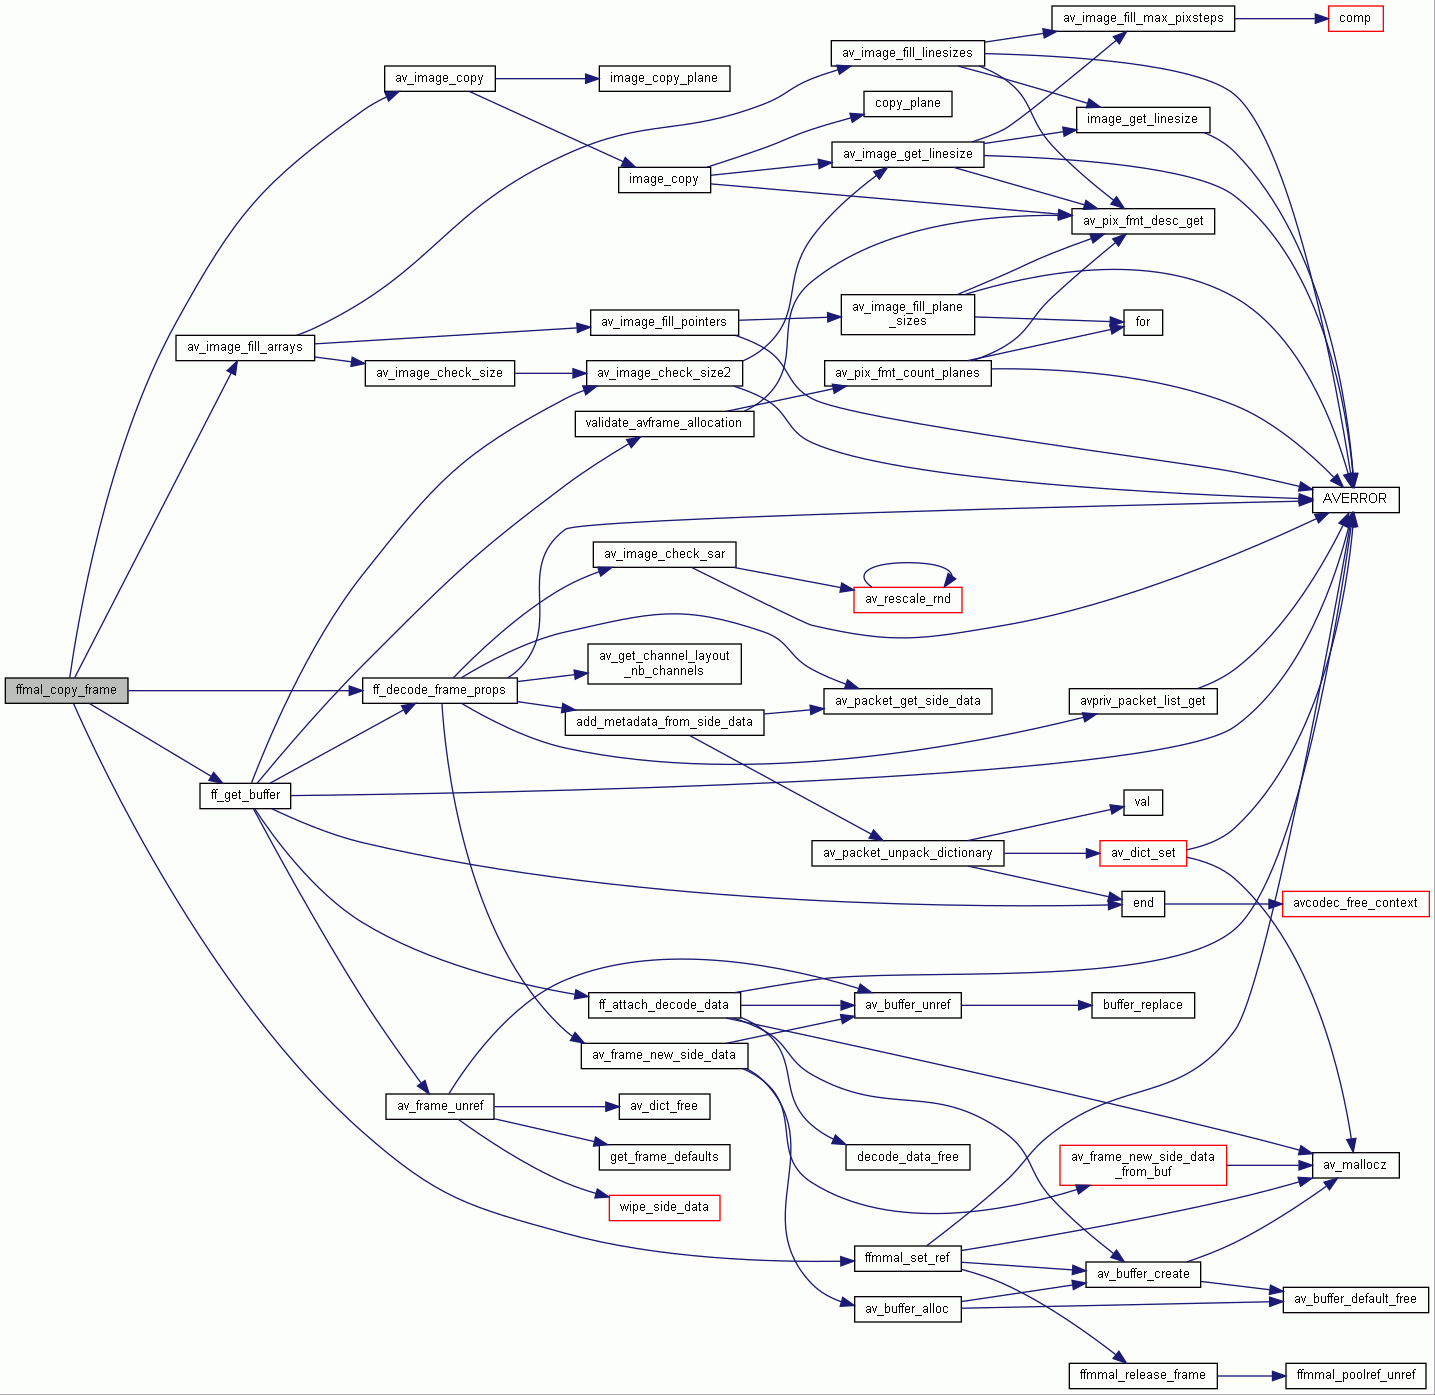 av_image_fill_max_pixsteps
comp
av_image_fill_linesizes
av_image_copy
image_copy_plane
copy_plane
image_get_linesize
av_image_get_linesize
image_copy
av_pix_fmt_desc_get
av_image_fill_plane
_sizes
av_image_fill_pointers
for
av_image_fill_arrays
av_image_check_size
av_image_check_size2
av_pix_fmt_count_planes
validate_avframe_allocation
AVERROR
av_image_check_sar
av_rescale_rnd
av_get_channel_layout
_nb_channels
ffmal_copy_frame
ff_decode_frame_props
av_packet_get_side_data
avpriv_packet_list_get
add_metadata_from_side_data
ff_get_buffer
val
av_packet_unpack_dictionary
av_dict_set
end
avcodec_free_context
ff_attach_decode_data
av_buffer_unref
buffer_replace
av_frame_new_side_data
av_frame_unref
av_dict_free
get_frame_defaults
decode_data_free
av_frame_new_side_data
_from_buf
av_mallocz
wipe_side_data
ffmmal_set_ref
av_buffer_create
av_buffer_alloc
av_buffer_default_free
ffmmal_release_frame
ffmmal_poolref_unref